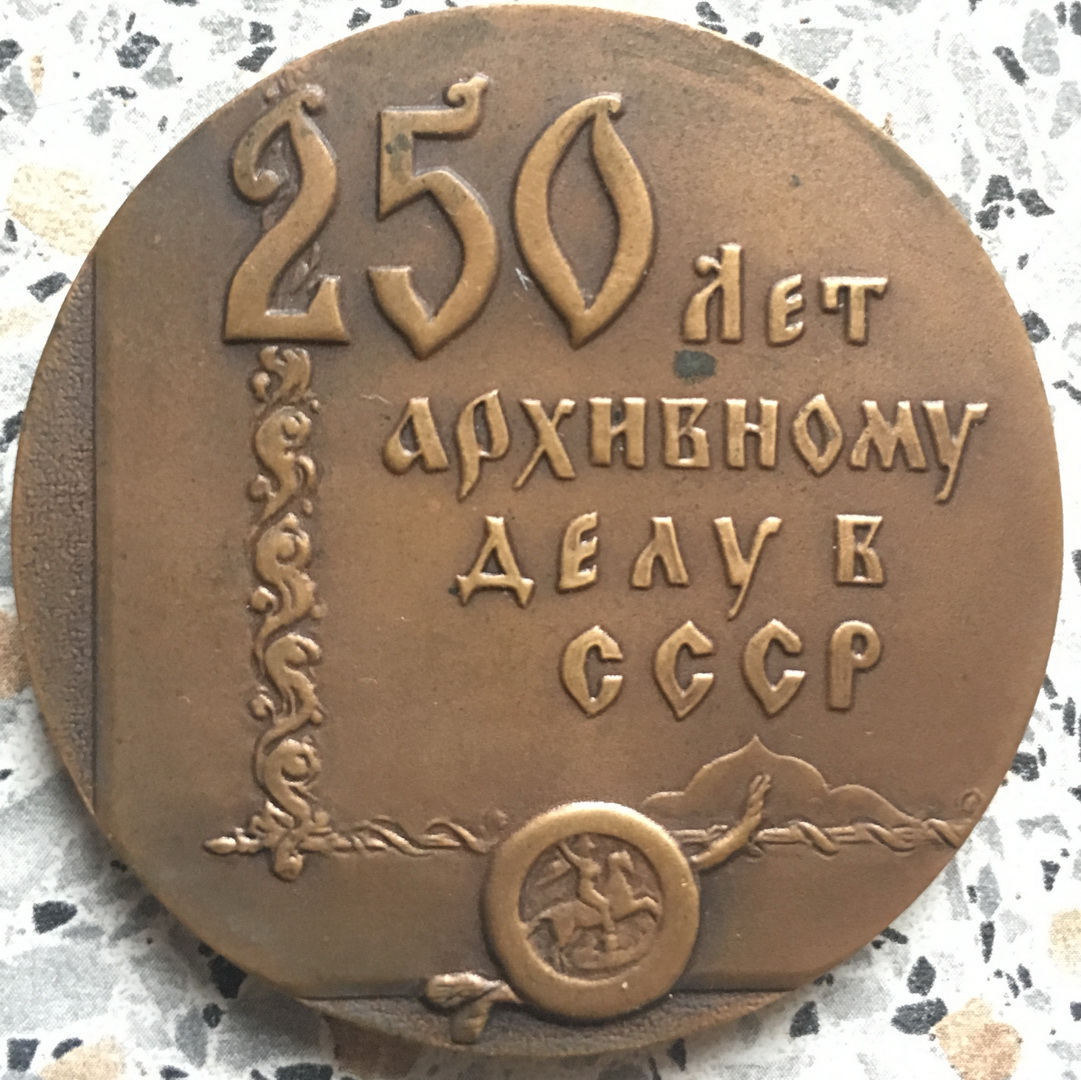 250 лет
архивному
делу в
СССР